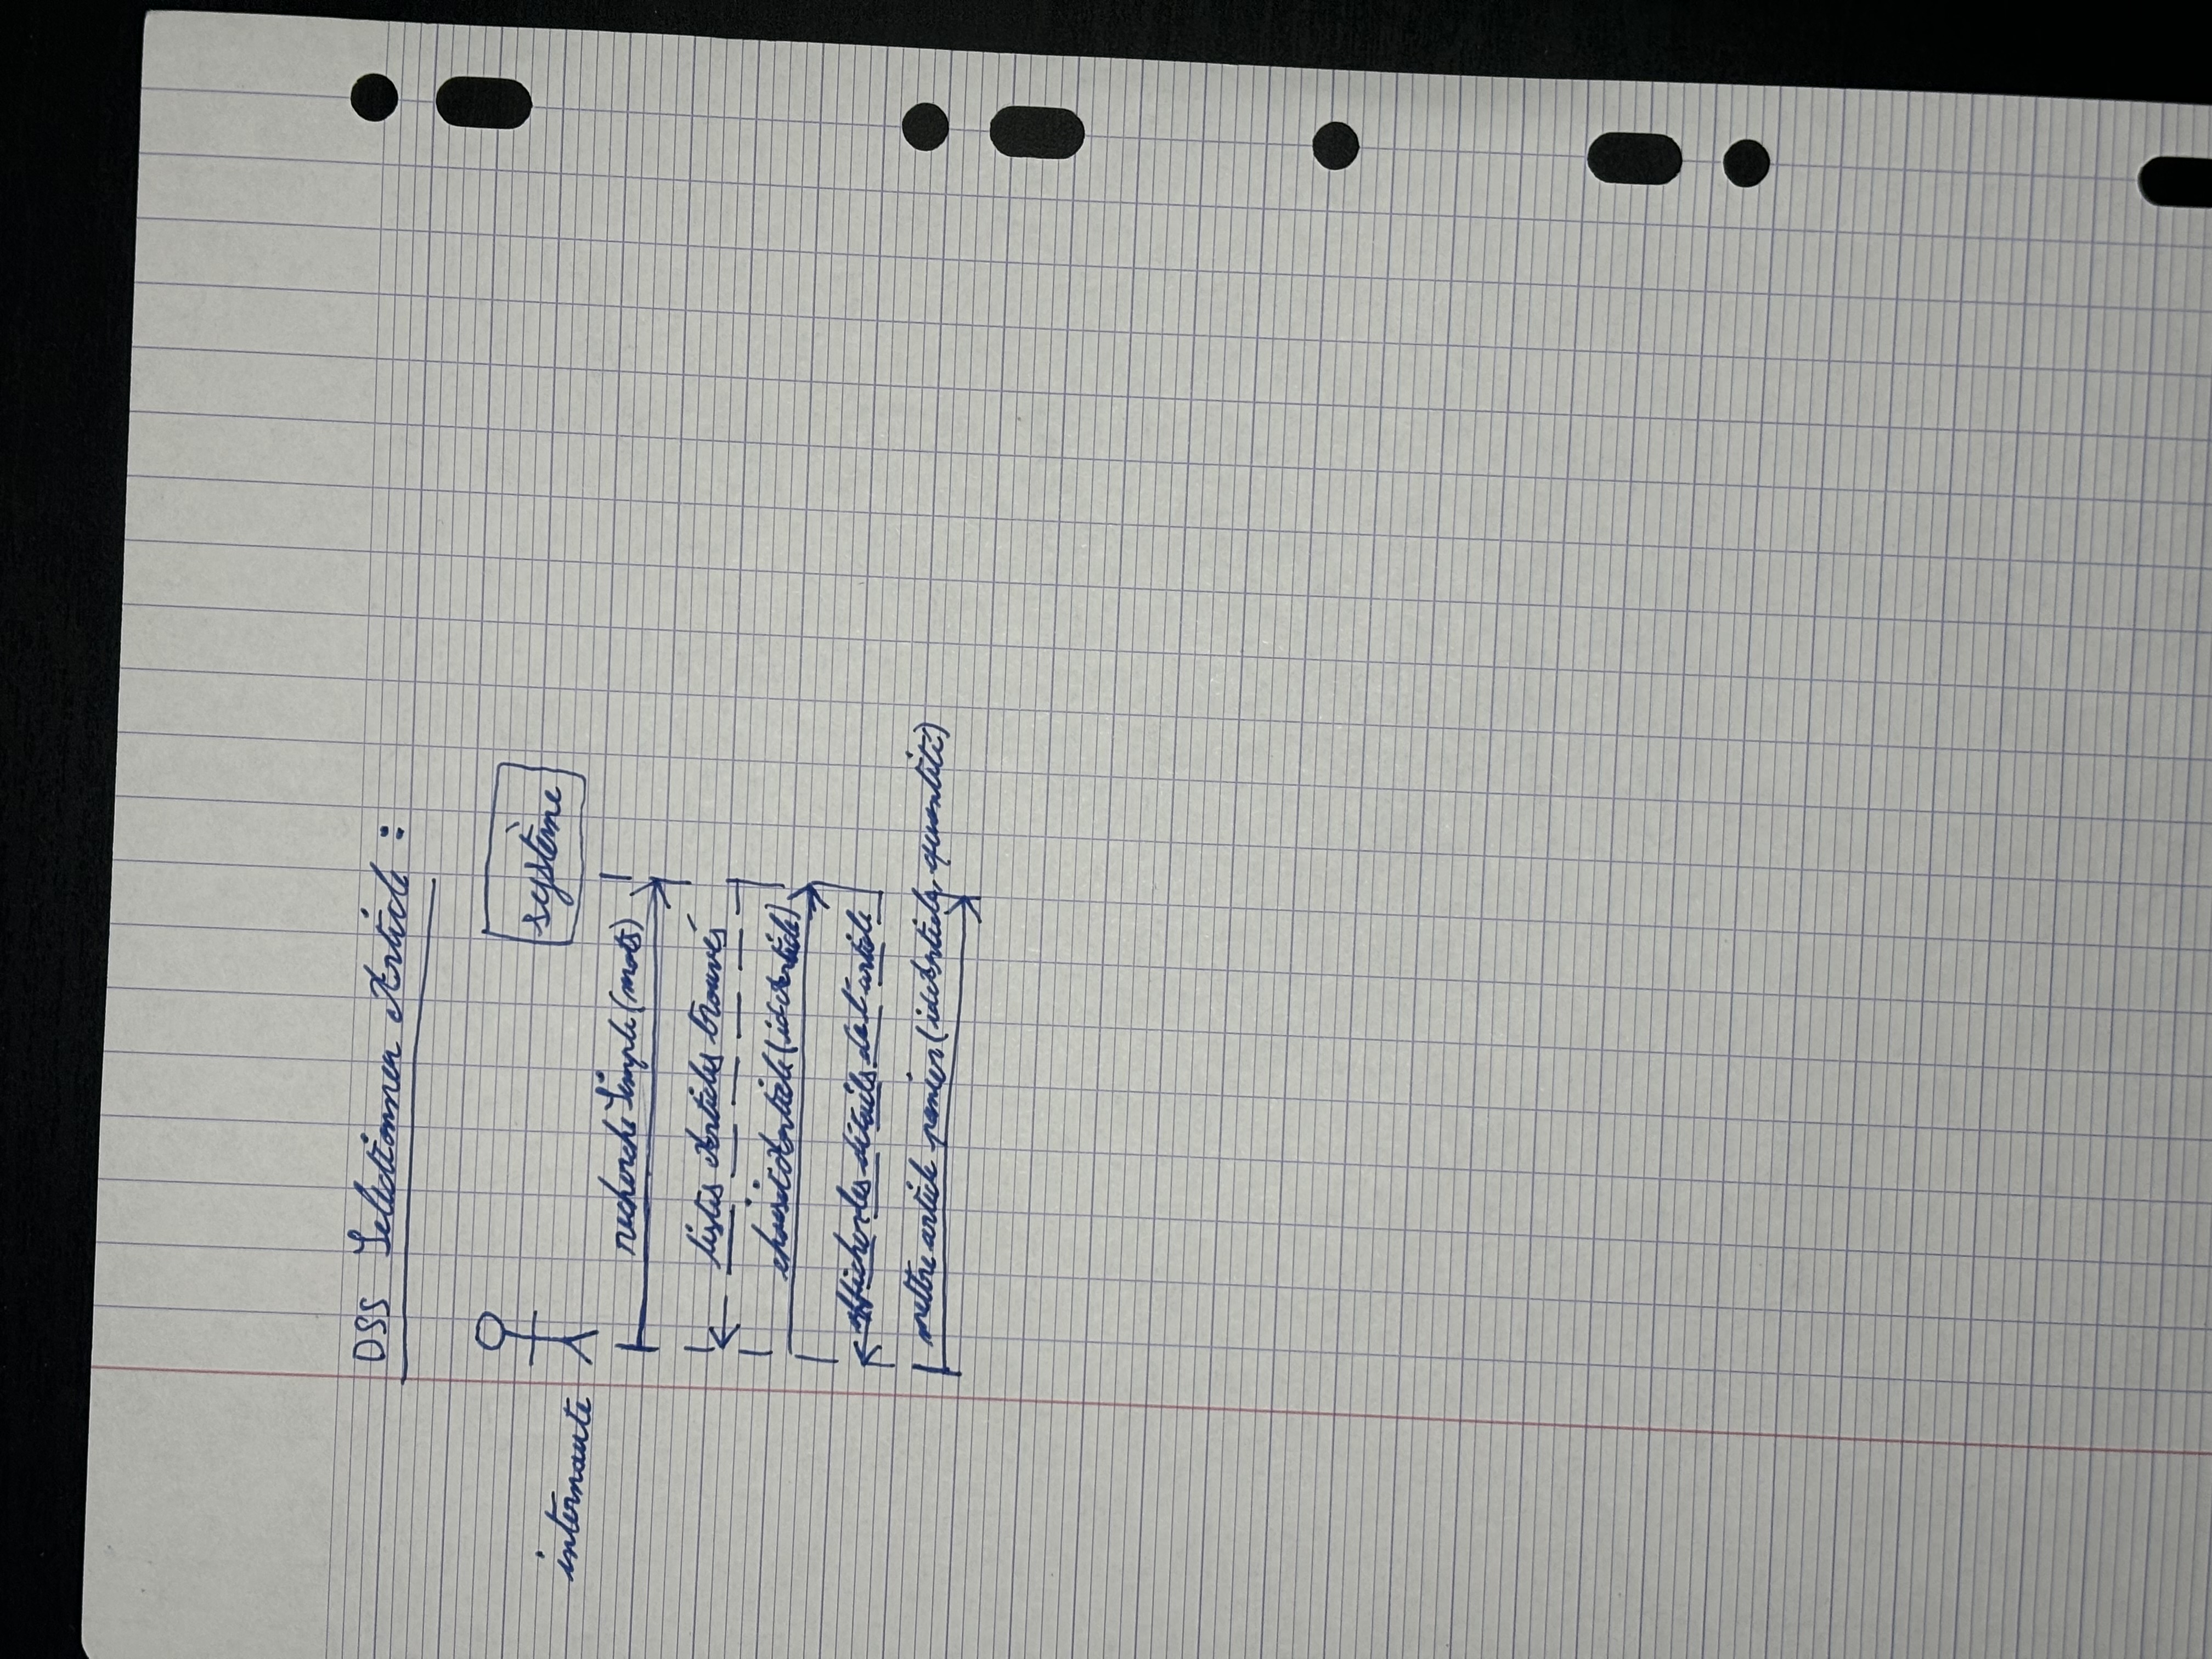 DSS Selectionner Article :
internaute
système
rechercheSimple(mots)
listes Articles trouvés
choisitArticle(idArticle)
afficher les détails de l'article
mettre article panier(idArticle, quantité)